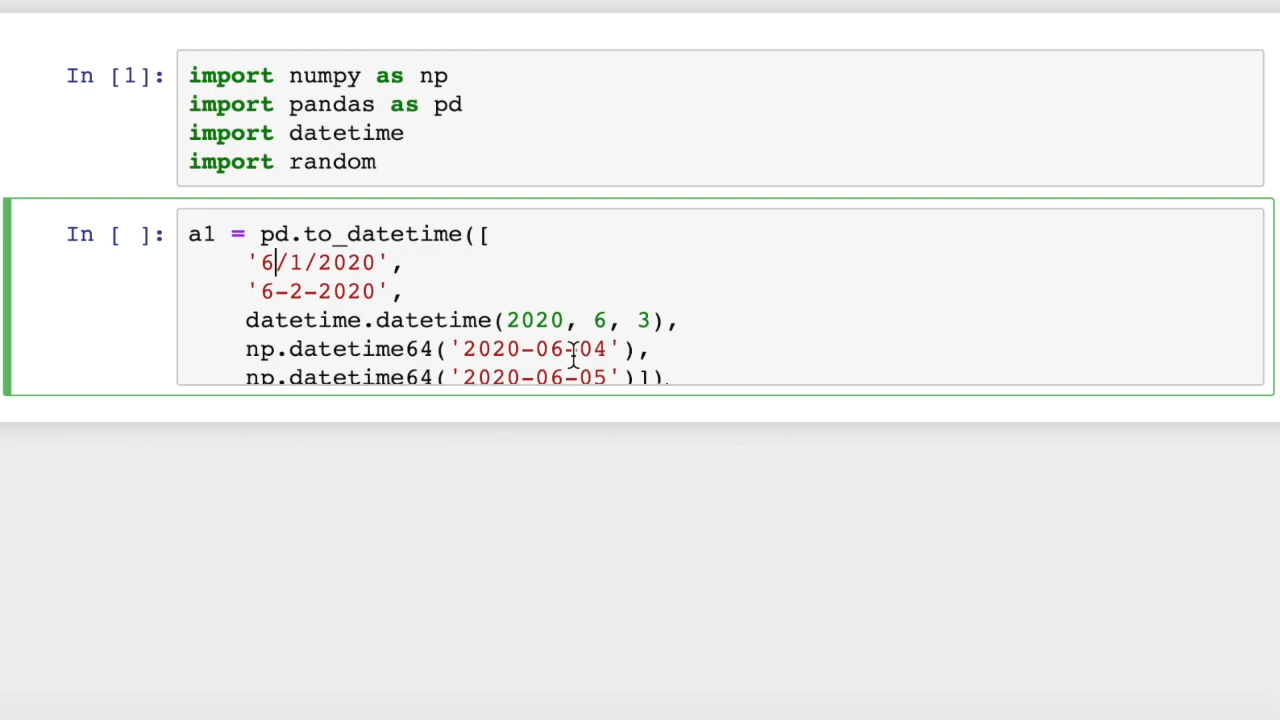 In [1]:
import numpy as np
import pandas as pd
import datetime
import random
In [ ]:
a1 = pd.to_datetime([
'6/1/2020',
'6-2-2020',
datetime.datetime(2020, 6, 3),
np.datetime64('2020-06-04'),
np.datetime64('2020-06-05')])